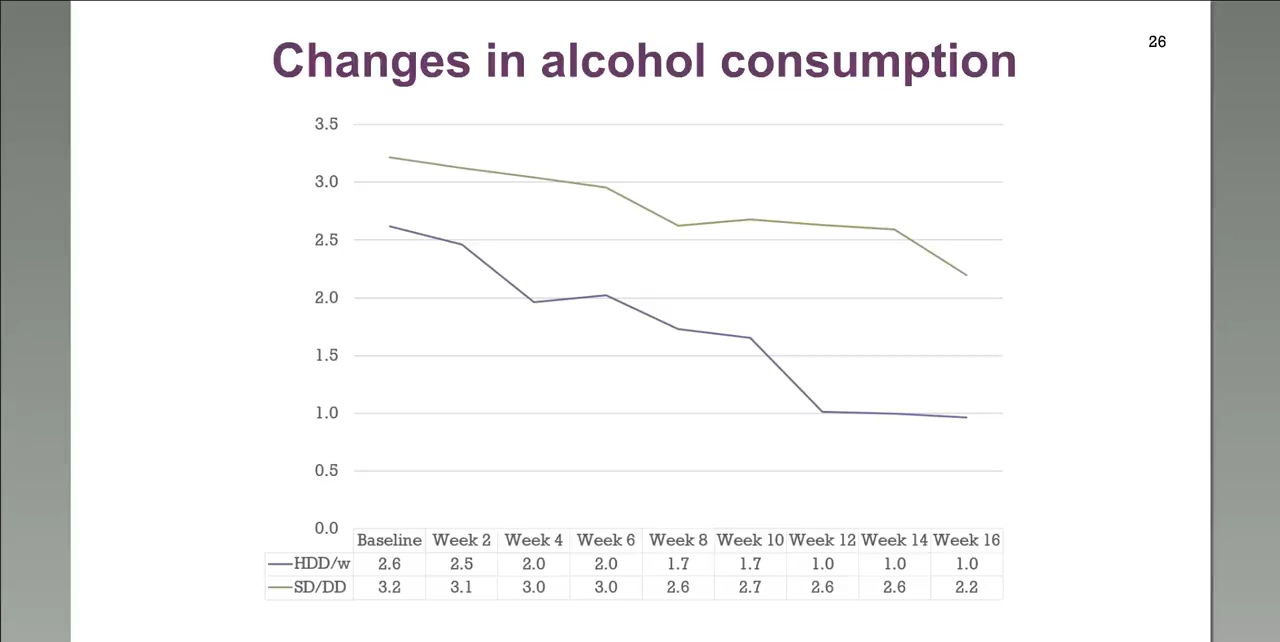 Changes in alcohol consumption
26
3.5
3.0
2.5
2.0
1.5
1.0
0.5
0.0
Baseline Week 2 Week 4 Week 6 Week 8 Week 10 Week 12 Week 14 Week 16
HDD/w 2.6 2.5 2.0 2.0 1.7 1.7 1.0 1.0 1.0
SD/DD 3.2 3.1 3.0 3.0 2.6 2.7 2.6 2.6 2.2